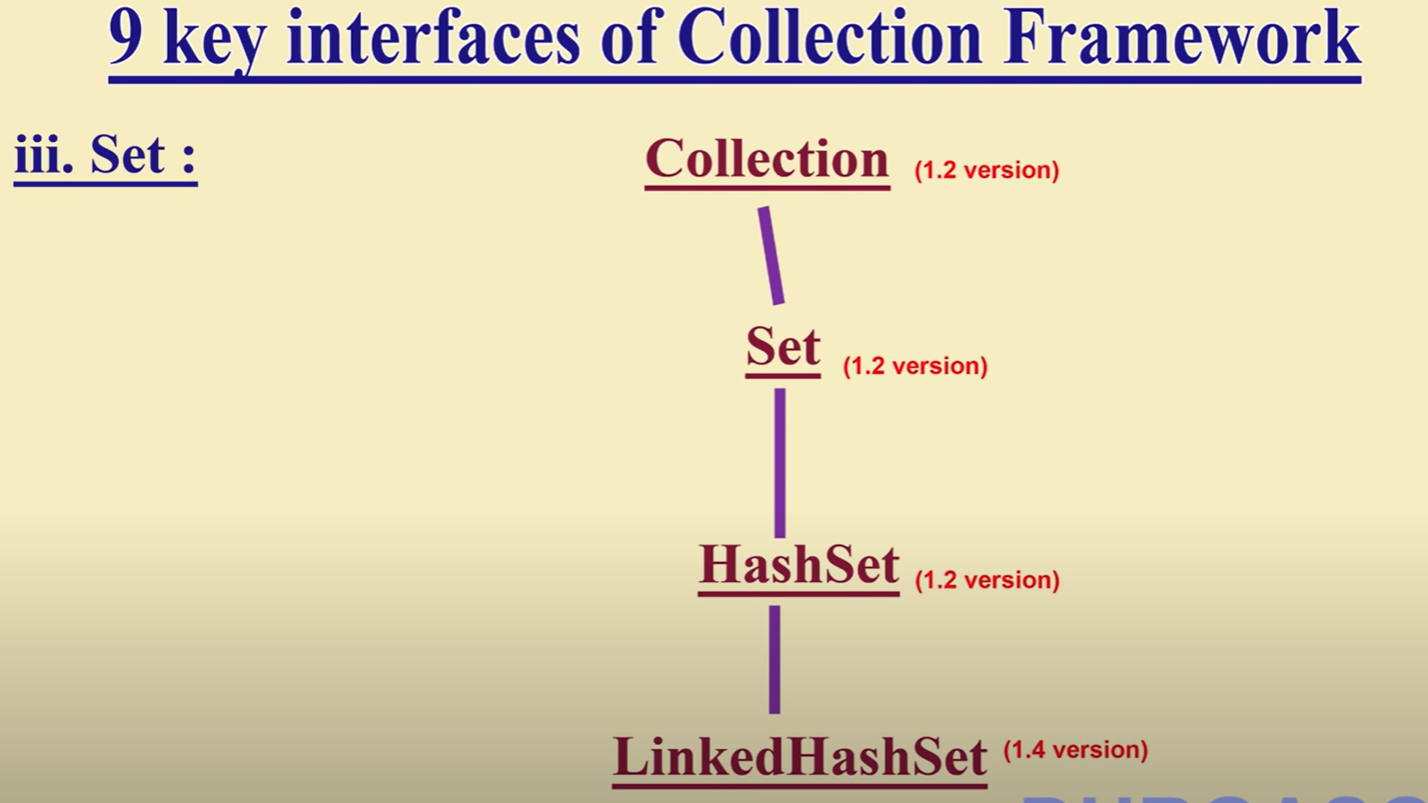 9 key interfaces of Collection Framework
iii. Set :
Collection (1.2 version)
Set (1.2 version)
HashSet (1.2 version)
LinkedHashSet (1.4 version)